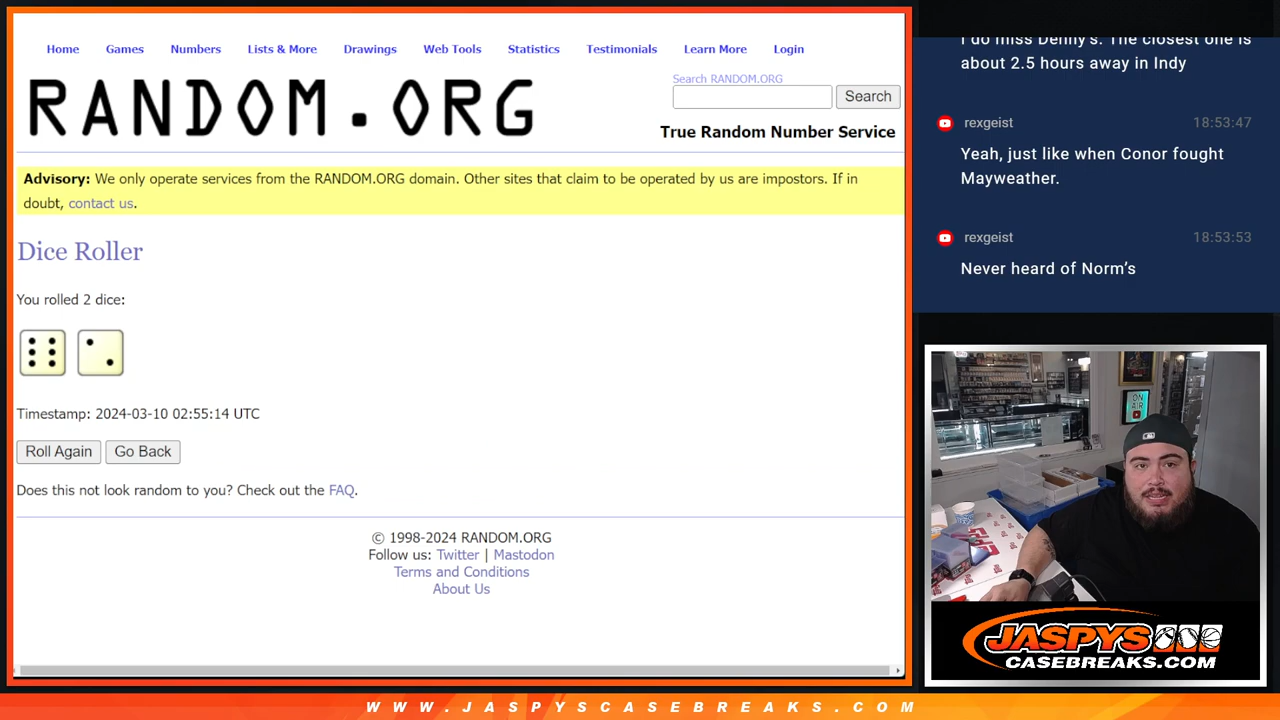 Home Games Numbers Lists & More Drawings Web Tools Statistics Testimonials Learn More Login
RANDOM.ORG
Search RANDOM.ORG
Search
True Random Number Service
Advisory: We only operate services from the RANDOM.ORG domain. Other sites that claim to be operated by us are impostors. If in
doubt, contact us.
Dice Roller
You rolled 2 dice:
Timestamp: 2024-03-10 02:55:14 UTC
Roll Again Go Back
Does this not look random to you? Check out the FAQ.
© 1998-2024 RANDOM.ORG
Follow us: Twitter | Mastodon
Terms and Conditions
About Us
I do miss Denny's. The closest one is
about 2.5 hours away in Indy
rexgeist 18:53:47
Yeah, just like when Conor fought
Mayweather.
rexgeist 18:53:53
Never heard of Norm's
ON
AIR
JASPYS
CASEBREAKS.COM
WWW.JASPYSCASEBREAKS.COM